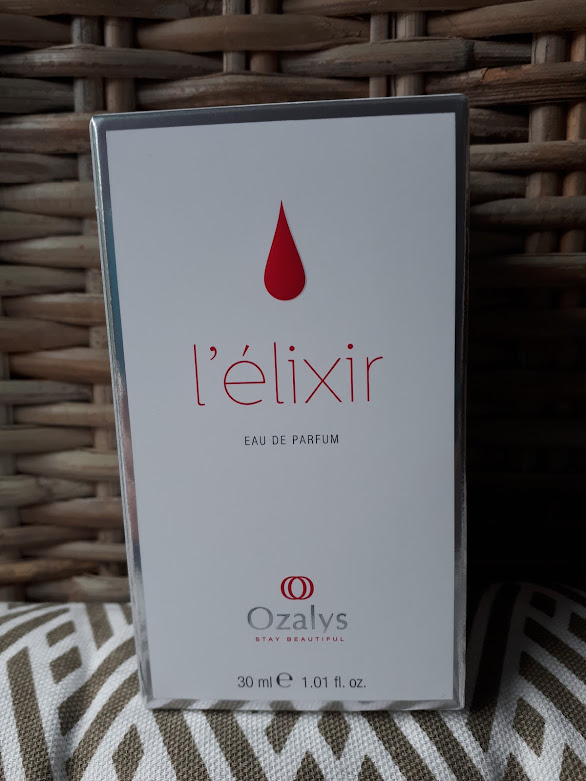 l'élixir
EAU DE PARFUM
Ozalys
STAY BEAUTIFUL
30 ml ℮ 1.01 fl. oz.